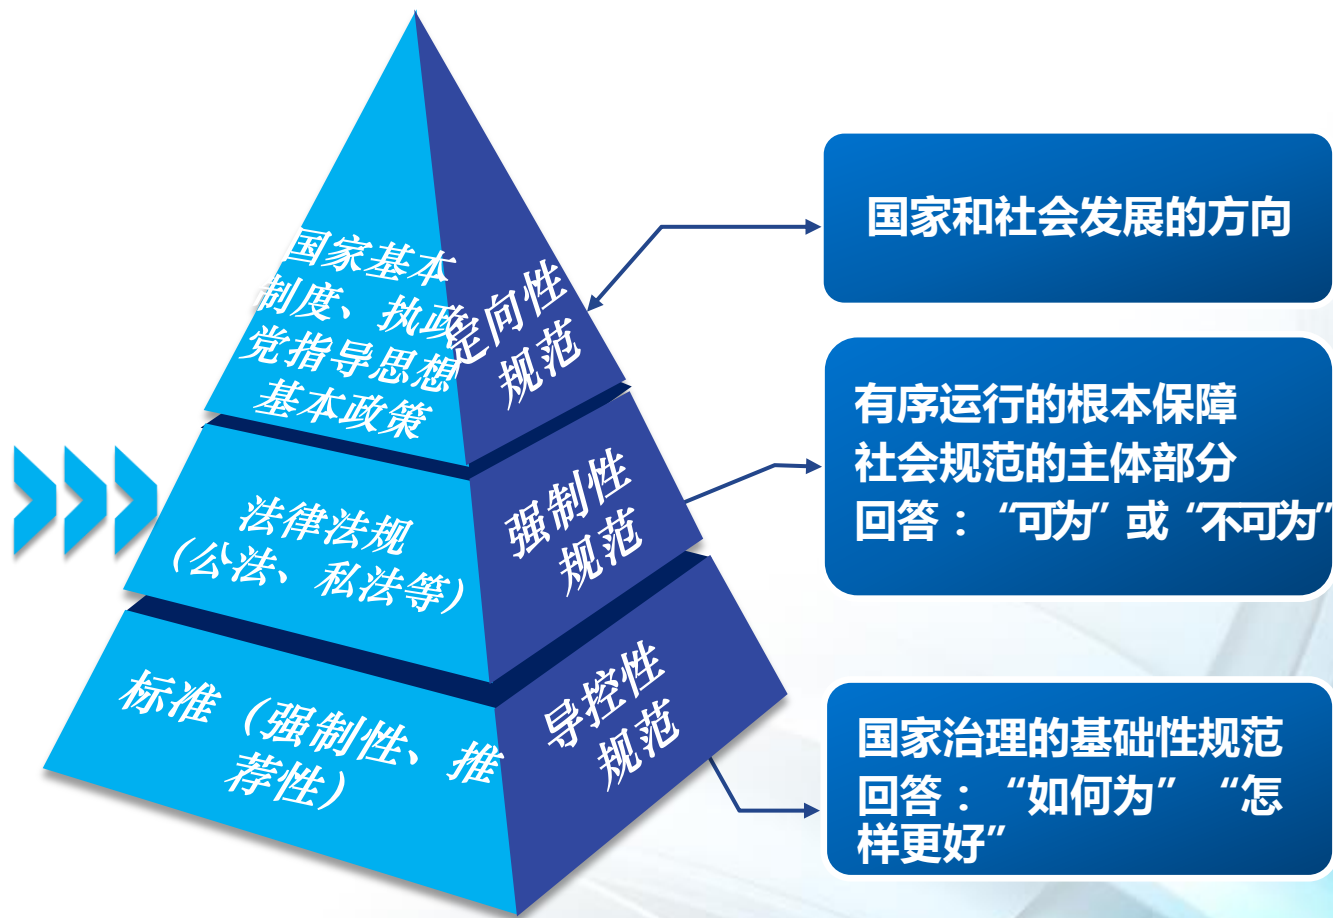 国家基本
制度、执政
党指导思想
基本政策
定向性
规范
国家和社会发展的方向
法律法规
（公法、私法等）
强制性
规范
有序运行的根本保障
社会规范的主体部分
回答：“可为”或“不可为”
标准（强制性、推
荐性）
导控性
规范
国家治理的基础性规范
回答：“如何为”“怎
样更好”